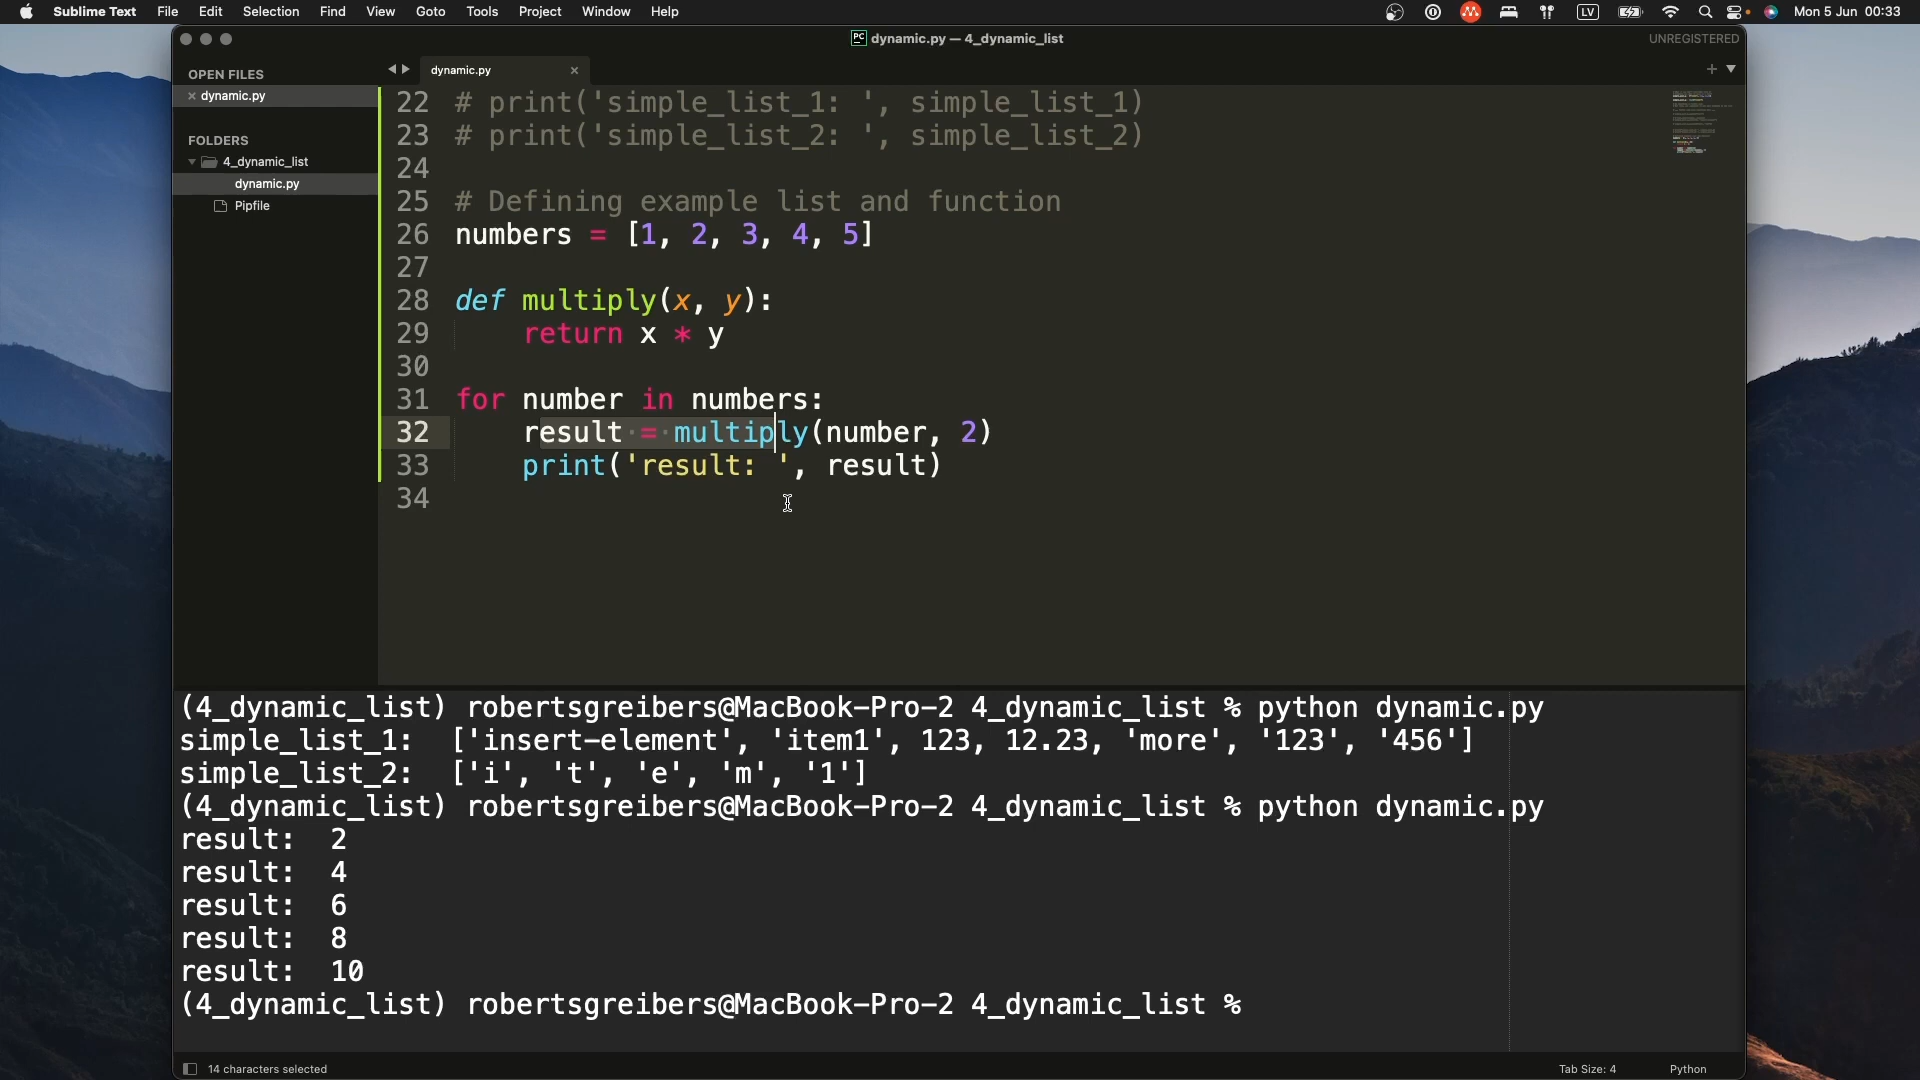 Sublime Text File Edit Selection Find View Goto Tools Project Window Help LV Mon 5 Jun 00:33
PC dynamic.py — 4_dynamic_list UNREGISTERED
OPEN FILES
dynamic.py
FOLDERS
4_dynamic_list
dynamic.py
Pipfile
dynamic.py
22 # print('simple_list_1: ', simple_list_1)
23 # print('simple_list_2: ', simple_list_2)
24
25 # Defining example list and function
26 numbers = [1, 2, 3, 4, 5]
27
28 def multiply(x, y):
29 return x * y
30
31 for number in numbers:
32 result = multiply(number, 2)
33 print('result: ', result)
34
(4_dynamic_list) robertsgreibers@MacBook-Pro-2 4_dynamic_list % python dynamic.py
simple_list_1: ['insert-element', 'item1', 123, 12.23, 'more', '123', '456']
simple_list_2: ['i', 't', 'e', 'm', '1']
(4_dynamic_list) robertsgreibers@MacBook-Pro-2 4_dynamic_list % python dynamic.py
result: 2
result: 4
result: 6
result: 8
result: 10
(4_dynamic_list) robertsgreibers@MacBook-Pro-2 4_dynamic_list %
14 characters selected Tab Size: 4 Python